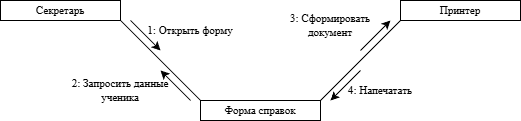 Секретарь
Принтер
1: Открыть форму
3: Сформировать
документ
2: Запросить данные
ученика
4: Напечатать
Форма справок